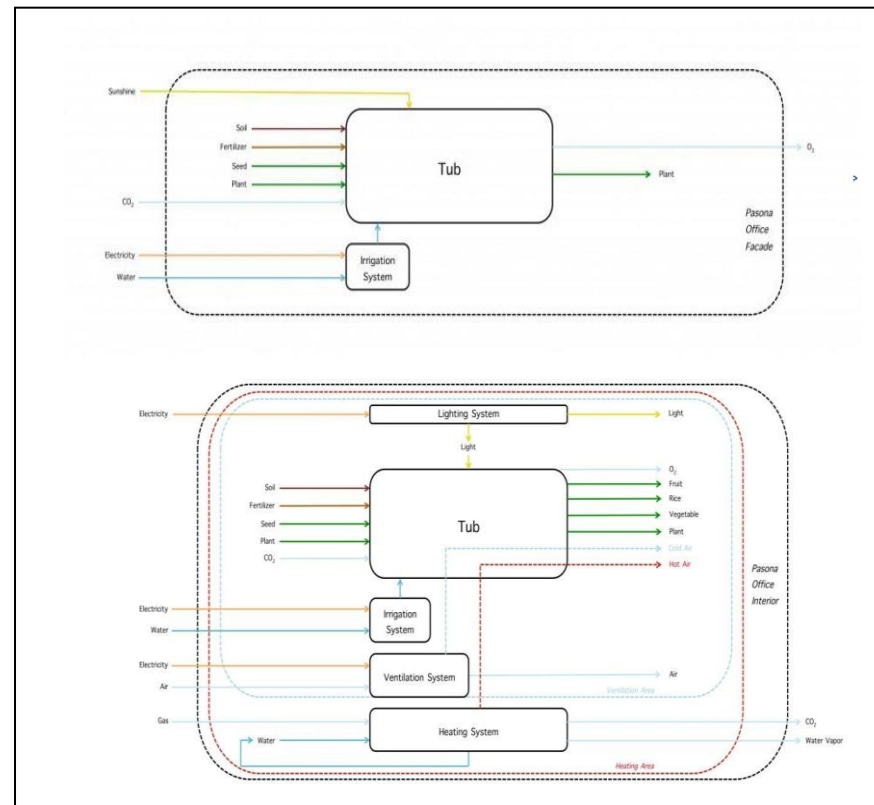 Sunshine
Soil
Fertilizer
Seed
Plant
CO₂
Electricity
Water
Tub
Irrigation
System
O₂
Plant
Pasona
Office
Facade
>
Electricity
Lighting System
Light
Light
Soil
Fertilizer
Seed
Plant
CO₂
Tub
O₂
Fruit
Rice
Vegetable
Plant
Cold Air
Hot Air
Pasona
Office
Interior
Electricity
Water
Irrigation
System
Electricity
Air
Ventilation System
Air
Ventilation Area
Gas
Water
Heating System
CO₂
Water Vapor
Heating Area